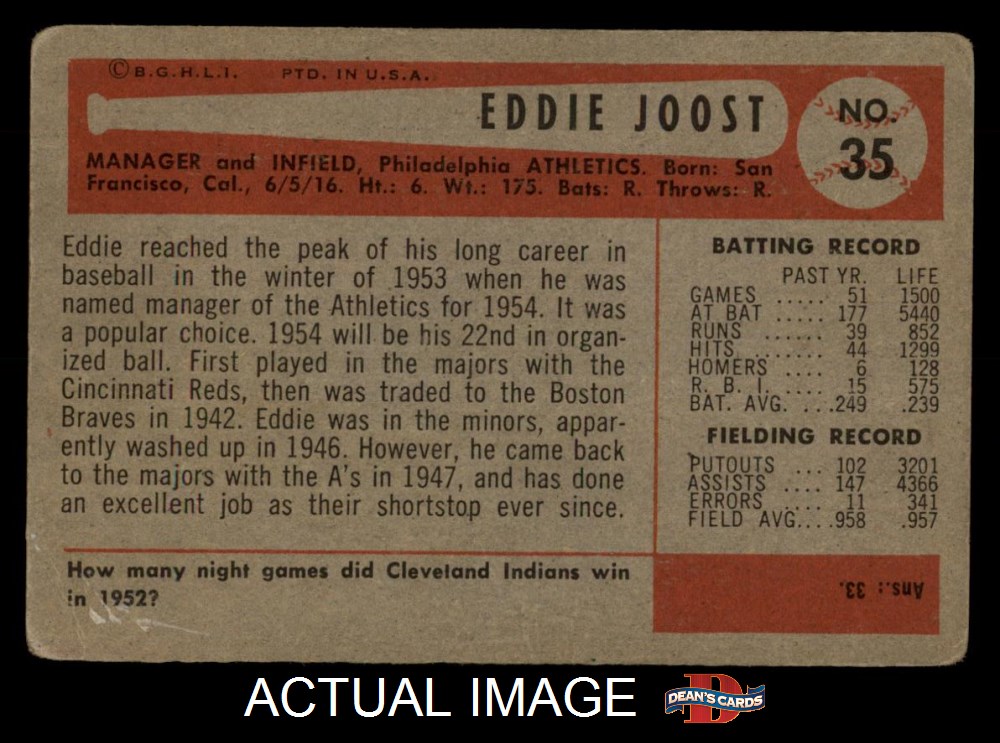 ©B.G.H.L.I. PTD. IN U.S.A.
EDDIE JOOST
NO. 35
MANAGER and INFIELD, Philadelphia ATHLETICS. Born: San
Francisco, Cal., 6/5/16. Ht.: 6. Wt.: 175. Bats: R. Throws: R.
Eddie reached the peak of his long career in
baseball in the winter of 1953 when he was
named manager of the Athletics for 1954. It was
a popular choice. 1954 will be his 22nd in organ-
ized ball. First played in the majors with the
Cincinnati Reds, then was traded to the Boston
Braves in 1942. Eddie was in the minors, appar-
ently washed up in 1946. However, he came back
to the majors with the A's in 1947, and has done
an excellent job as their shortstop ever since.
BATTING RECORD
PAST YR. LIFE
GAMES ..... 51 1500
AT BAT ..... 177 5440
RUNS ....... 39 852
HITS ....... 44 1299
HOMERS .... 6 128
R. B. I. .... 15 575
BAT. AVG. ...249 .239
FIELDING RECORD
PUTOUTS ... 102 3201
ASSISTS .... 147 4366
ERRORS .... 11 341
FIELD AVG....958 .957
How many night games did Cleveland Indians win
in 1952?
Ans.: 33.
ACTUAL IMAGE
DEAN'S CARDS